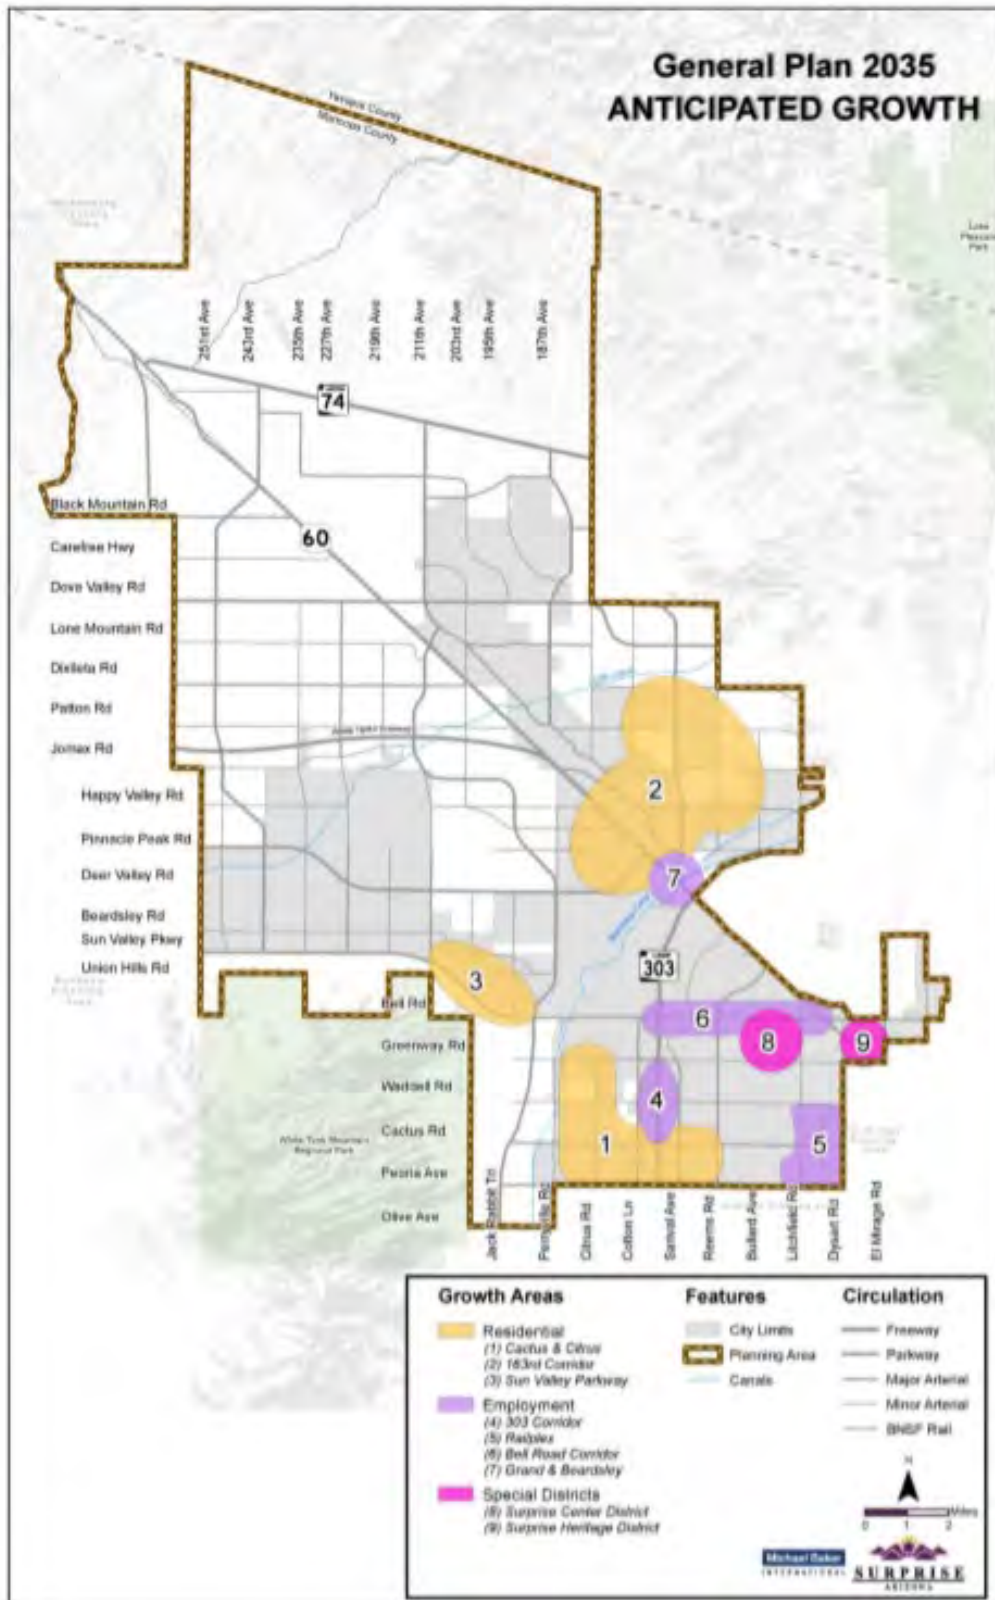 General Plan 2035
ANTICIPATED GROWTH
Yavapai County
Maricopa County
Lake
Pleasant
Park
251st Ave
243rd Ave
235th Ave
227th Ave
219th Ave
211th Ave
203rd Ave
195th Ave
187th Ave
74
60
Black Mountain Rd
Carefree Hwy
Dove Valley Rd
Lone Mountain Rd
Dixileta Rd
Patton Rd
Jomax Rd
Happy Valley Rd
Pinnacle Peak Rd
Deer Valley Rd
Beardsley Rd
Sun Valley Pkwy
Union Hills Rd
Bell Rd
Greenway Rd
Waddell Rd
Cactus Rd
Peoria Ave
Olive Ave
2
7
303
3
6
8
9
4
1
5
White Tank Mountain
Regional Park
Jack Rabbit Trl
Perryville Rd
Citrus Rd
Cotton Ln
Sarival Ave
Reems Rd
Bullard Ave
Litchfield Rd
Dysart Rd
El Mirage Rd
Growth Areas
Residential
(1) Cactus & Citrus
(2) 163rd Corridor
(3) Sun Valley Parkway
Employment
(4) 303 Corridor
(5) Railplex
(6) Bell Road Corridor
(7) Grand & Beardsley
Special Districts
(8) Surprise Center District
(9) Surprise Heritage District
Features
City Limits
Planning Area
Canals
Circulation
Freeway
Parkway
Major Arterial
Minor Arterial
BNSF Rail
N
Miles
0 1 2
Michael Baker
INTERNATIONAL
SURPRISE
ARIZONA